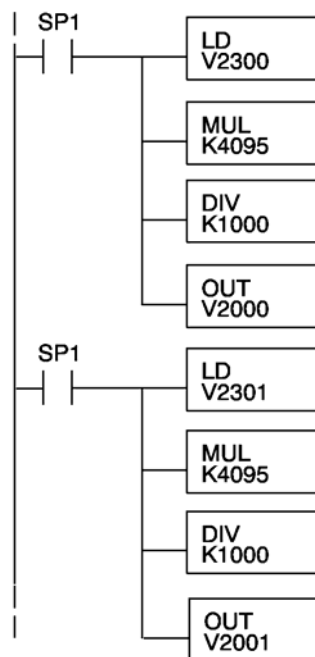 SP1
LD
V2300
MUL
K4095
DIV
K1000
OUT
V2000
SP1
LD
V2301
MUL
K4095
DIV
K1000
OUT
V2001